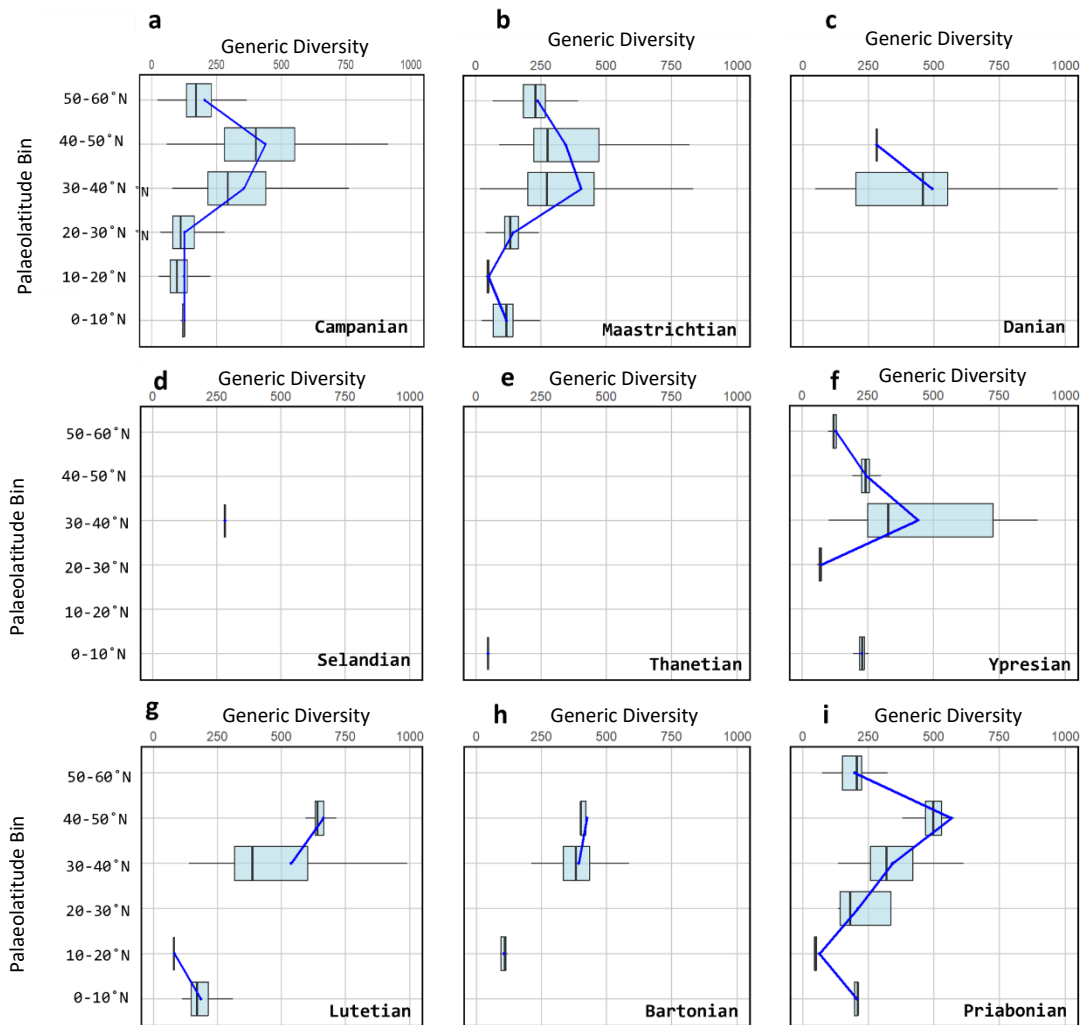 a b c
Generic Diversity Generic Diversity Generic Diversity
0 250 500 750 1000 0 250 500 750 1000 0 250 500 750 1000
Palaeolatitude Bin
50-60˚N
40-50˚N
30-40˚N °N
20-30˚N °N
10-20˚N
0-10˚N
Campanian Maastrichtian Danian
d e f
Generic Diversity Generic Diversity Generic Diversity
0 250 500 750 1000 0 250 500 750 1000 0 250 500 750 1000
Palaeolatitude Bin
50-60˚N
40-50˚N
30-40˚N
20-30˚N
10-20˚N
0-10˚N
Selandian Thanetian Ypresian
g h i
Generic Diversity Generic Diversity Generic Diversity
0 250 500 750 1000 0 250 500 750 1000 0 250 500 750 1000
Palaeolatitude Bin
50-60˚N
40-50˚N
30-40˚N
20-30˚N
10-20˚N
0-10˚N
Lutetian Bartonian Priabonian